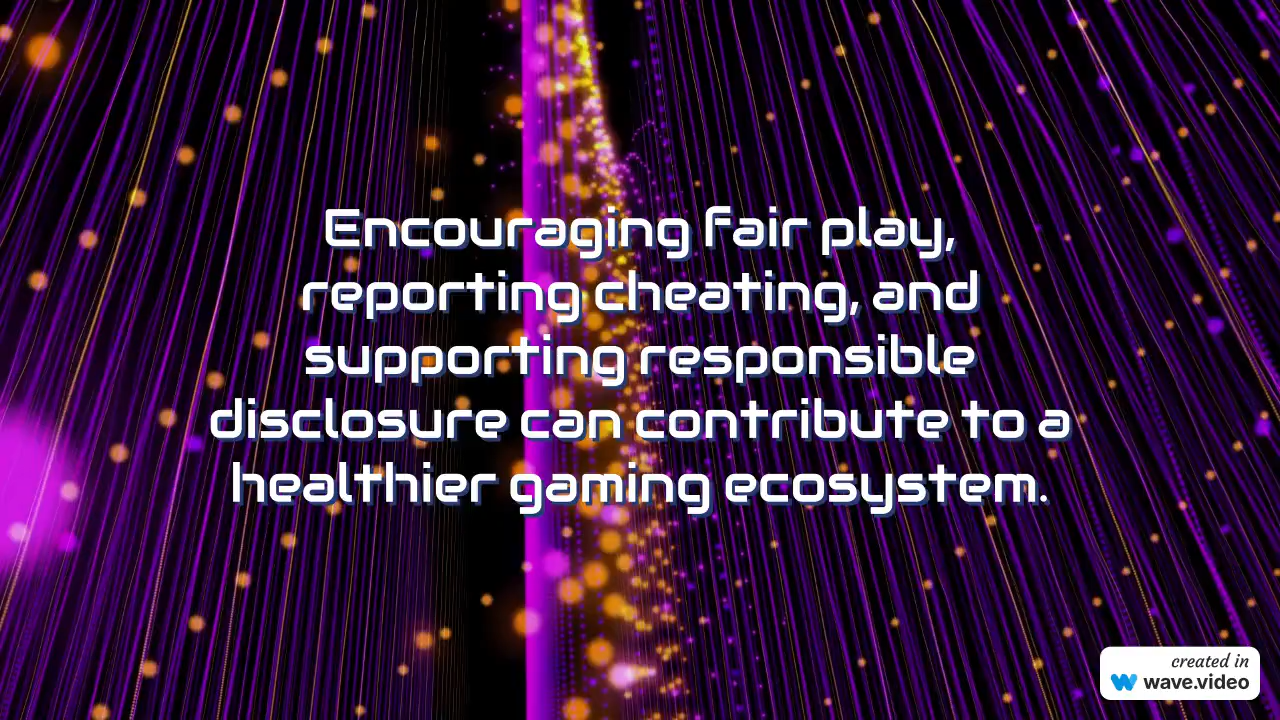 Encouraging fair play,
reporting cheating, and
supporting responsible
disclosure can contribute to a
healthier gaming ecosystem.
created in
wave.video